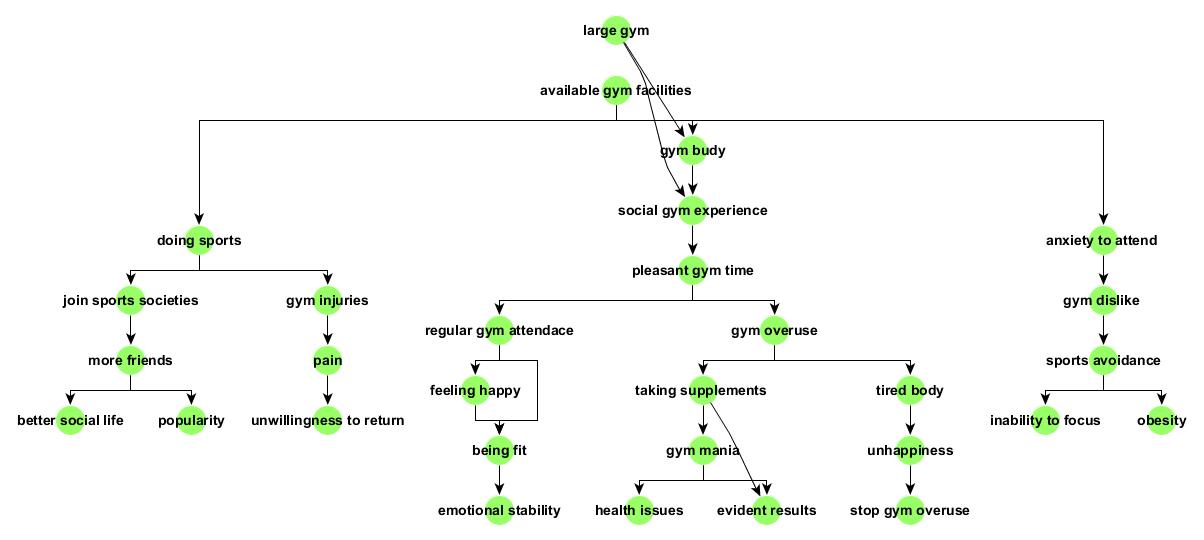 large gym
available gym facilities
gym budy
social gym experience
doing sports
anxiety to attend
pleasant gym time
join sports societies
gym injuries
gym dislike
regular gym attendace
gym overuse
more friends
pain
sports avoidance
feeling happy
taking supplements
tired body
better social life
popularity
unwillingness to return
inability to focus
obesity
being fit
gym mania
unhappiness
emotional stability
health issues
evident results
stop gym overuse